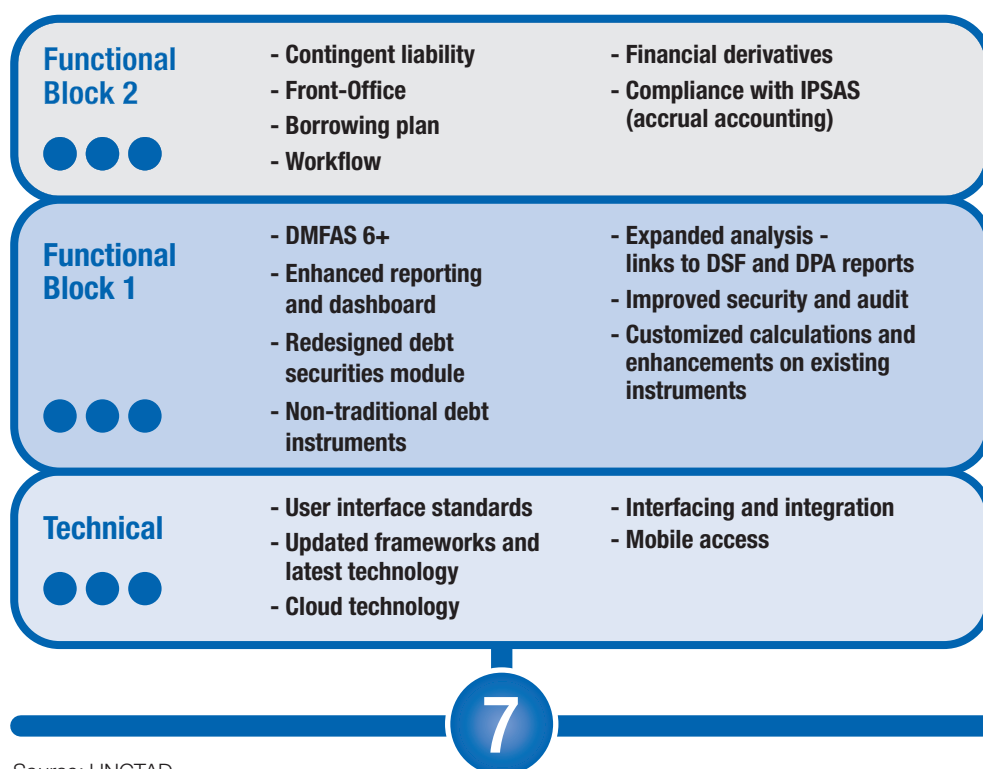 Functional
Block 2
- Contingent liability
- Front-Office
- Borrowing plan
- Workflow
- Financial derivatives
- Compliance with IPSAS
(accrual accounting)
Functional
Block 1
- DMFAS 6+
- Enhanced reporting
and dashboard
- Redesigned debt
securities module
- Non-traditional debt
instruments
- Expanded analysis -
links to DSF and DPA reports
- Improved security and audit
- Customized calculations and
enhancements on existing
instruments
Technical
- User interface standards
- Updated frameworks and
latest technology
- Cloud technology
- Interfacing and integration
- Mobile access
7
Source: UNCTAD